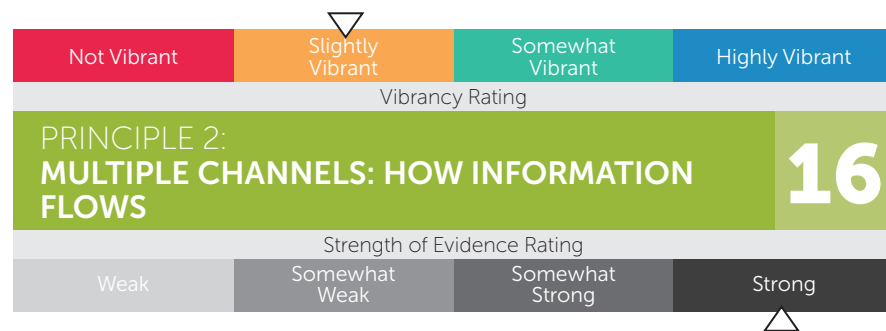 Not Vibrant
Slightly
Vibrant
Somewhat
Vibrant
Highly Vibrant
Vibrancy Rating
PRINCIPLE 2:
MULTIPLE CHANNELS: HOW INFORMATION
FLOWS
16
Strength of Evidence Rating
Weak
Somewhat
Weak
Somewhat
Strong
Strong